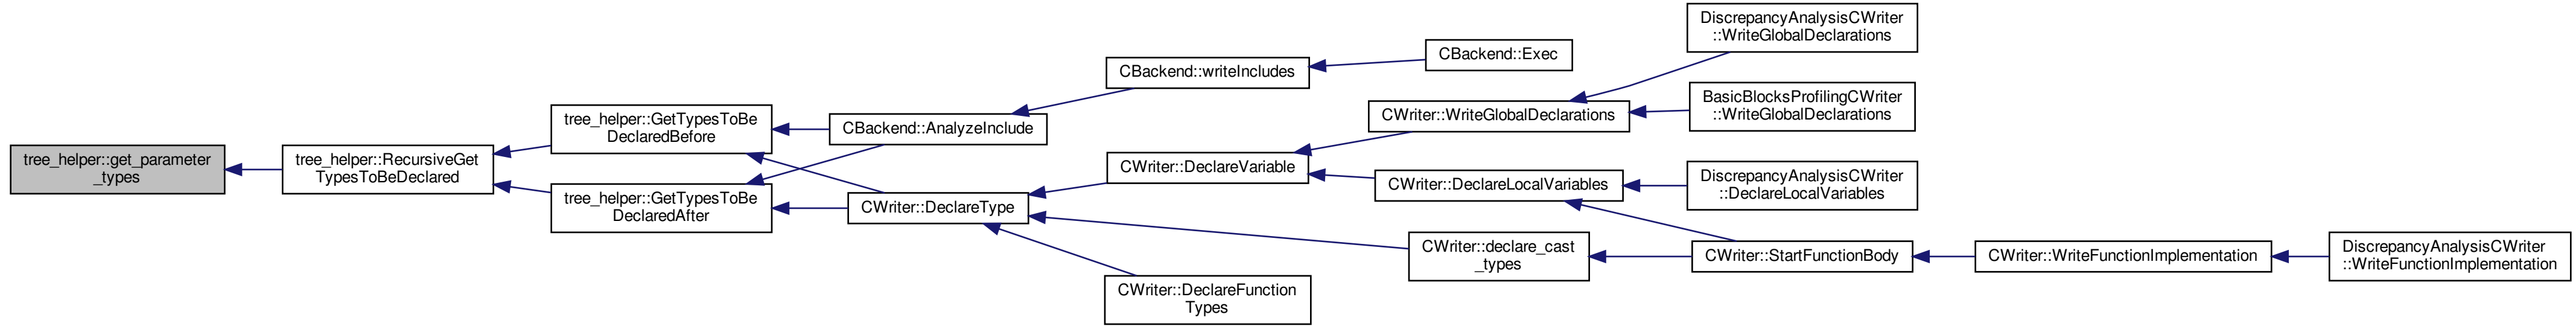 tree_helper::get_parameter
_types
tree_helper::RecursiveGet
TypesToBeDeclared
tree_helper::GetTypesToBe
DeclaredBefore
tree_helper::GetTypesToBe
DeclaredAfter
CBackend::AnalyzeInclude
CWriter::DeclareType
CBackend::writeIncludes
CWriter::DeclareVariable
CWriter::DeclareFunction
Types
CBackend::Exec
CWriter::WriteGlobalDeclarations
CWriter::DeclareLocalVariables
CWriter::declare_cast
_types
DiscrepancyAnalysisCWriter
::WriteGlobalDeclarations
BasicBlocksProfilingCWriter
::WriteGlobalDeclarations
DiscrepancyAnalysisCWriter
::DeclareLocalVariables
CWriter::StartFunctionBody
CWriter::WriteFunctionImplementation
DiscrepancyAnalysisCWriter
::WriteFunctionImplementation